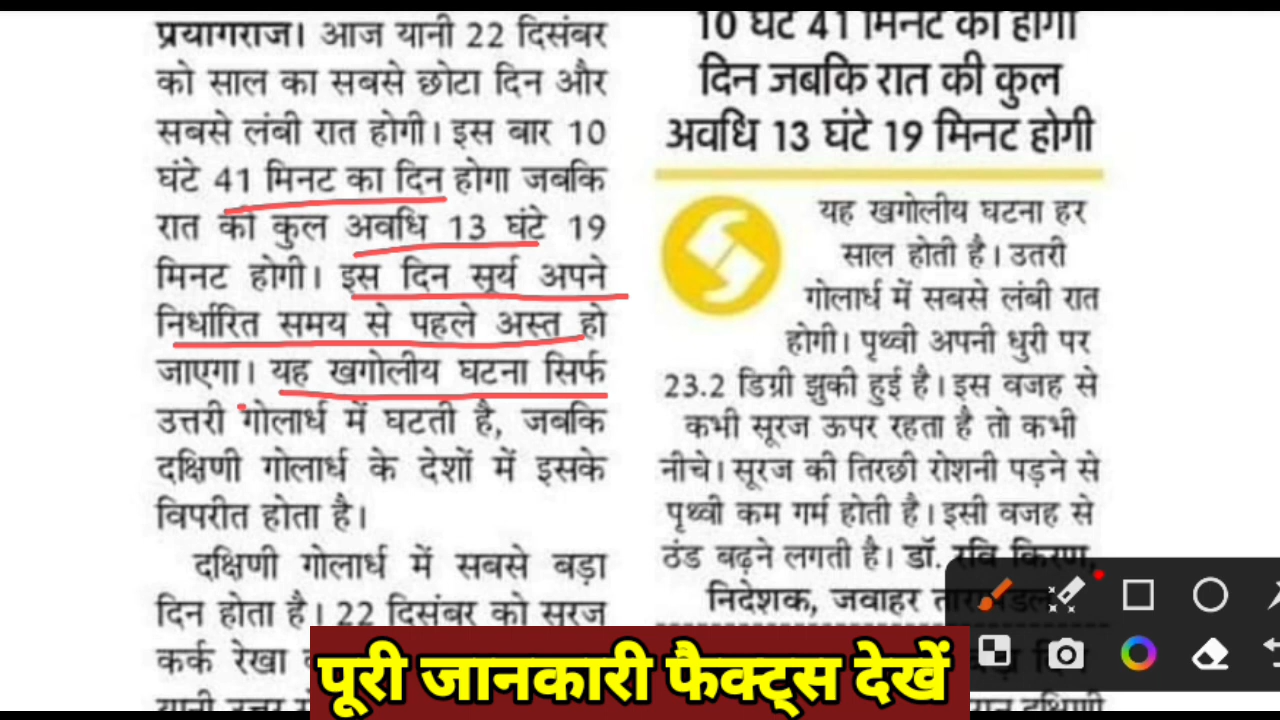 प्रयागराज। आज यानी 22 दिसंबर
को साल का सबसे छोटा दिन और
सबसे लंबी रात होगी। इस बार 10
घंटे 41 मिनट का दिन होगा जबकि
रात की कुल अवधि 13 घंटे 19
मिनट होगी। इस दिन सूर्य अपने
निर्धारित समय से पहले अस्त हो
जाएगा। यह खगोलीय घटना सिर्फ
उत्तरी गोलार्ध में घटती है, जबकि
दक्षिणी गोलार्ध के देशों में इसके
विपरीत होता है।
दक्षिणी गोलार्ध में सबसे बड़ा
दिन होता है। 22 दिसंबर को सूरज
कर्क रेखा
10 घंटे 41 मिनट का होगा
दिन जबकि रात की कुल
अवधि 13 घंटे 19 मिनट होगी
यह खगोलीय घटना हर
साल होती है। उतरी
गोलार्ध में सबसे लंबी रात
होगी। पृथ्वी अपनी धुरी पर
23.2 डिग्री झुकी हुई है। इस वजह से
कभी सूरज ऊपर रहता है तो कभी
नीचे। सूरज की तिरछी रोशनी पड़ने से
पृथ्वी कम गर्म होती है। इसी वजह से
ठंड बढ़ने लगती है। डॉ. रवि किरण,
निदेशक, जवाहर तारामंडल
पूरी जानकारी फैक्ट्स देखें